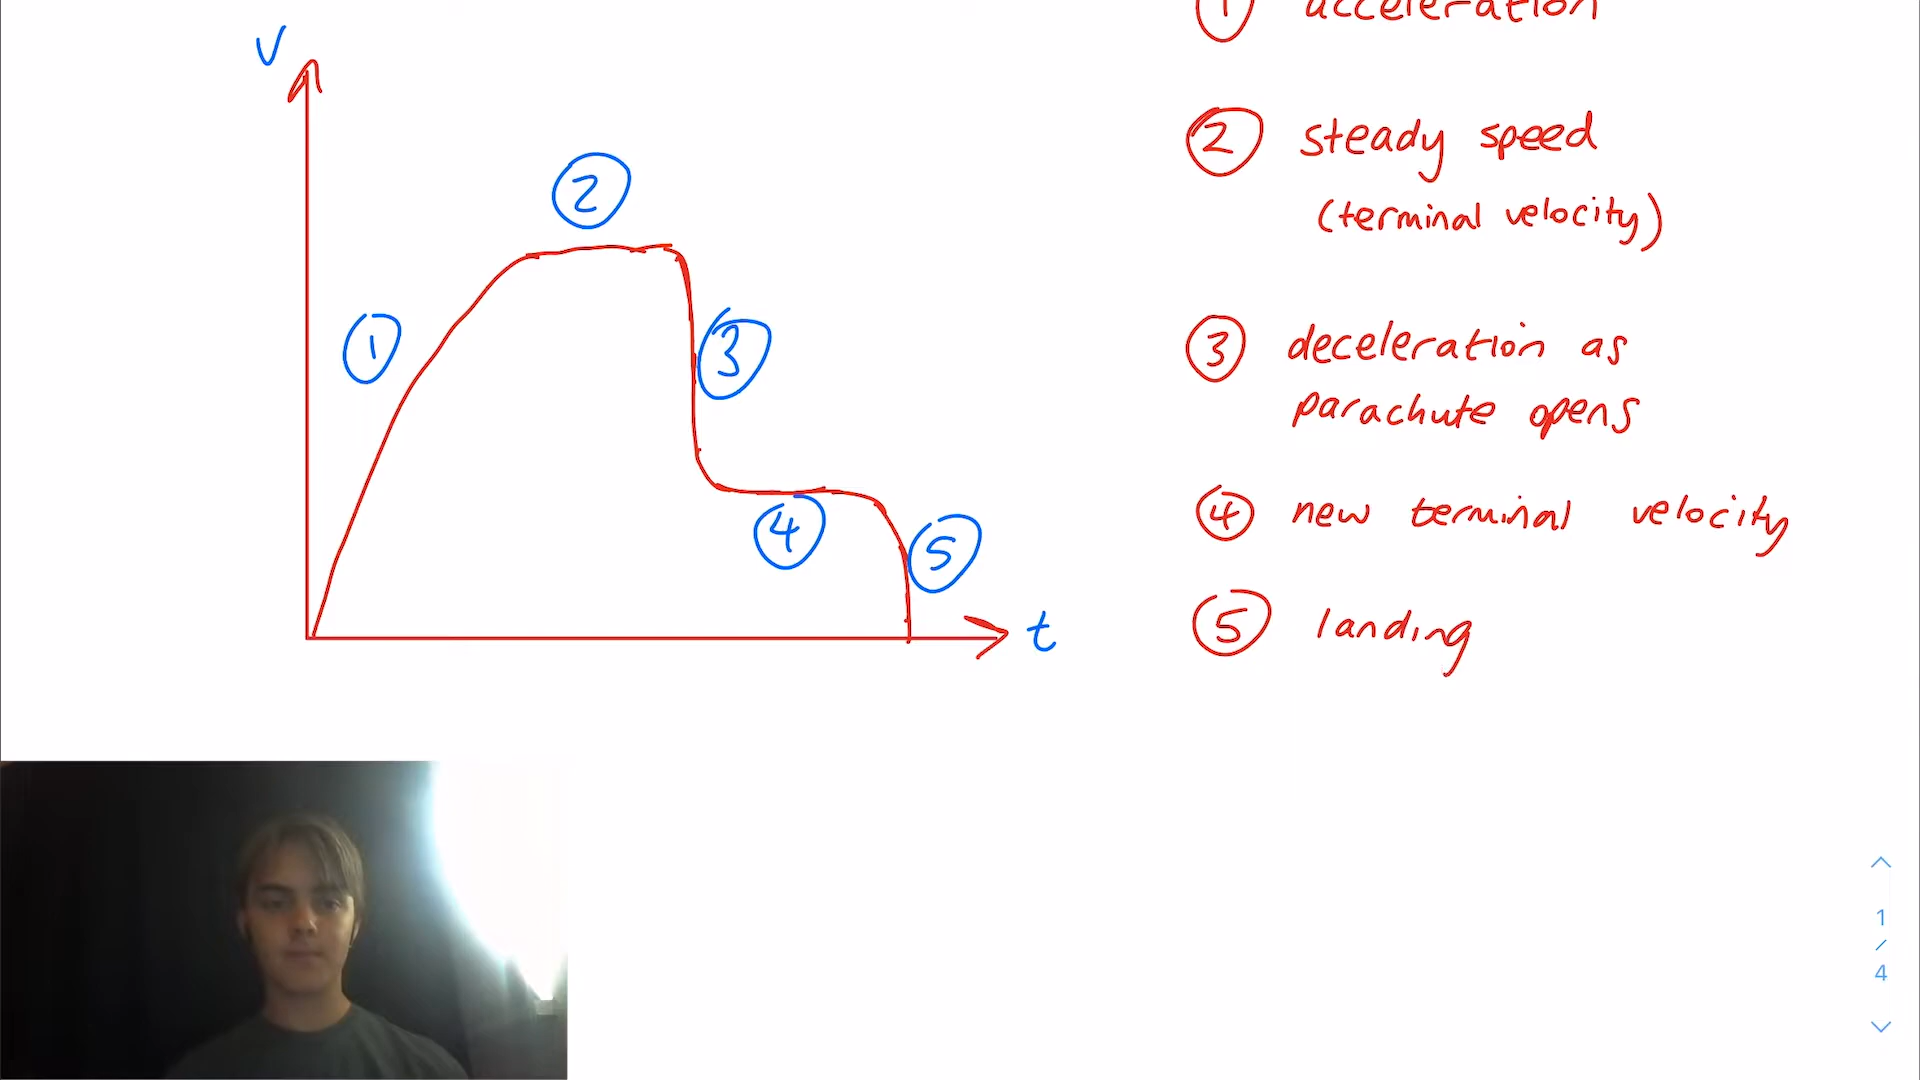 V
①
②
③
④
⑤
t
① acceleration
② steady speed
(terminal velocity)
③ deceleration as
parachute opens
④ new terminal velocity
⑤ landing
1
/
4